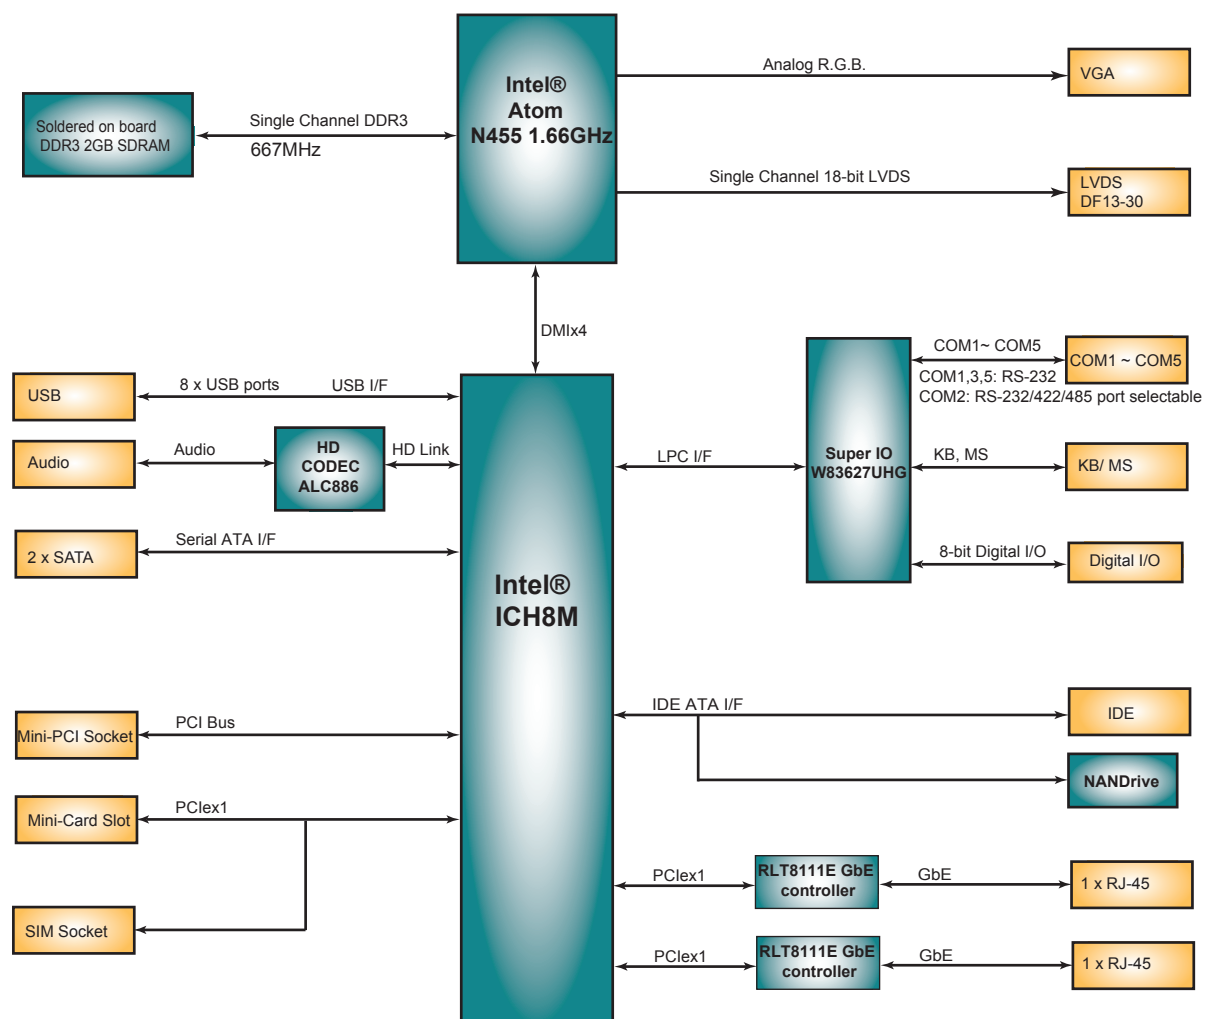 Intel®
Atom
N455 1.66GHz
Analog R.G.B.
VGA
Soldered on board
DDR3 2GB SDRAM
Single Channel DDR3
667MHz
Single Channel 18-bit LVDS
LVDS
DF13-30
DMIx4
USB
8 x USB ports
USB I/F
Audio
Audio
HD
CODEC
ALC886
HD Link
2 x SATA
Serial ATA I/F
Intel®
ICH8M
LPC I/F
Super IO
W83627UHG
COM1~ COM5
COM1 ~ COM5
COM1,3,5: RS-232
COM2: RS-232/422/485 port selectable
KB, MS
KB/ MS
8-bit Digital I/O
Digital I/O
Mini-PCI Socket
PCI Bus
IDE ATA I/F
IDE
NANDrive
Mini-Card Slot
PCIex1
SIM Socket
PCIex1
RLT8111E GbE
controller
GbE
1 x RJ-45
PCIex1
RLT8111E GbE
controller
GbE
1 x RJ-45